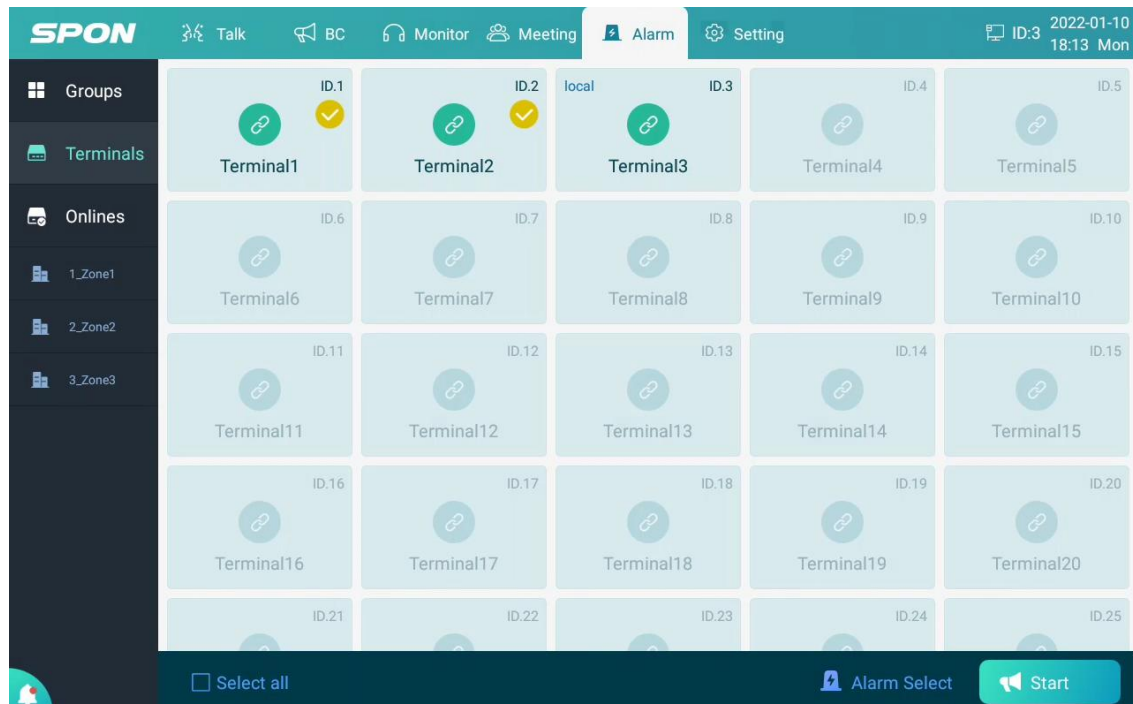 SPON Talk BC Monitor Meeting Alarm Setting ID:3 2022-01-10
18:13 Mon
Groups
Terminals
Onlines
1_Zone1
2_Zone2
3_Zone3
ID.1 ID.2 local ID.3 ID.4 ID.5
Terminal1 Terminal2 Terminal3 Terminal4 Terminal5
ID.6 ID.7 ID.8 ID.9 ID.10
Terminal6 Terminal7 Terminal8 Terminal9 Terminal10
ID.11 ID.12 ID.13 ID.14 ID.15
Terminal11 Terminal12 Terminal13 Terminal14 Terminal15
ID.16 ID.17 ID.18 ID.19 ID.20
Terminal16 Terminal17 Terminal18 Terminal19 Terminal20
ID.21 ID.22 ID.23 ID.24 ID.25
Select all Alarm Select Start